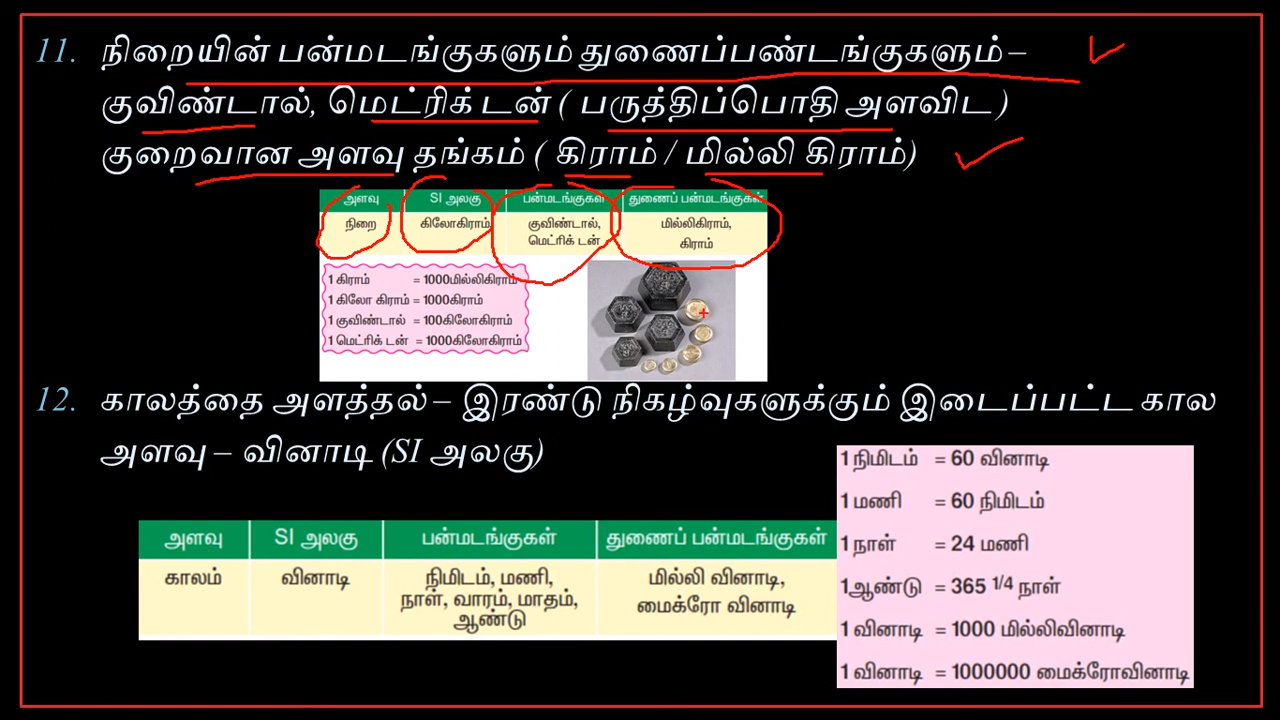 11. நிறையின் பன்மடங்குகளும் துணைப்பண்டங்குகளும் –
குவிண்டால், மெட்ரிக் டன் ( பருத்திப்பொதி அளவிட )
குறைவான அளவு தங்கம் ( கிராம் / மில்லி கிராம்)
அளவு SI அலகு பன்மடங்குகள் துணைப் பன்மடங்குகள்
நிறை கிலோகிராம் குவிண்டால், மில்லிகிராம்,
மெட்ரிக் டன் கிராம்
1 கிராம் = 1000மில்லிகிராம்
1 கிலோ கிராம் = 1000கிராம்
1 குவிண்டால் = 100கிலோகிராம்
1 மெட்ரிக் டன் = 1000கிலோகிராம்
12. காலத்தை அளத்தல் – இரண்டு நிகழ்வுகளுக்கும் இடைப்பட்ட கால
அளவு – வினாடி (SI அலகு)
அளவு SI அலகு பன்மடங்குகள் துணைப் பன்மடங்குகள்
காலம் வினாடி நிமிடம், மணி, மில்லி வினாடி,
நாள், வாரம், மாதம், மைக்ரோ வினாடி
ஆண்டு
1 நிமிடம் = 60 வினாடி
1 மணி = 60 நிமிடம்
1 நாள் = 24 மணி
1ஆண்டு = 365 1/4 நாள்
1 வினாடி = 1000 மில்லிவினாடி
1 வினாடி = 1000000 மைக்ரோவினாடி